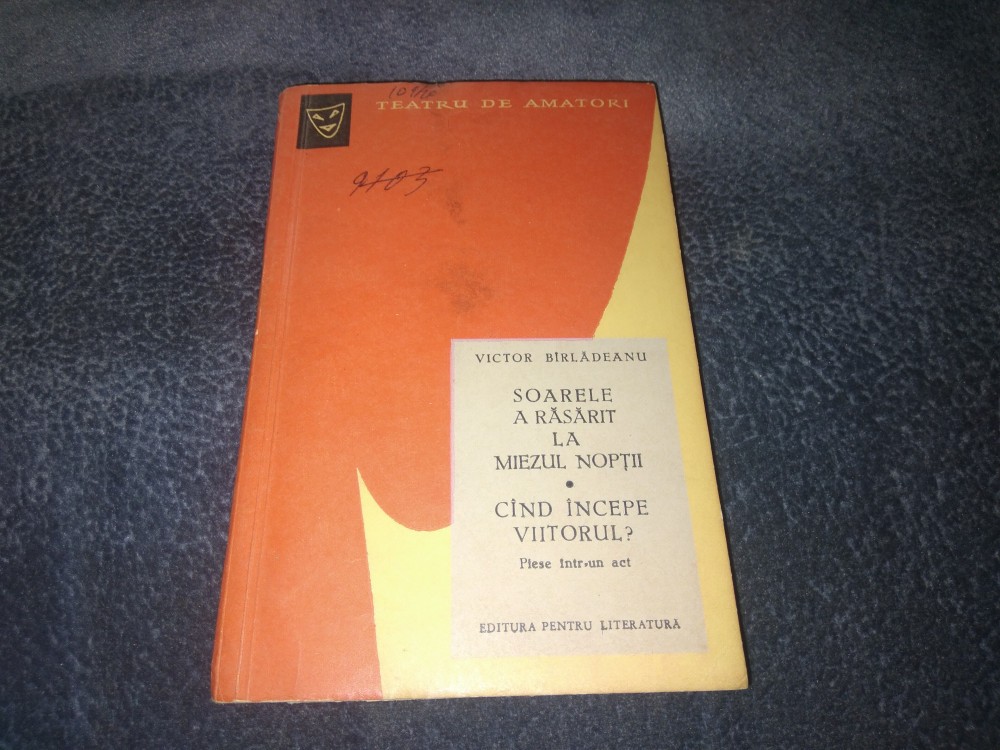 TEATRU DE AMATORI
9103
VICTOR BÎRLĂDEANU
SOARELE
A RĂSĂRIT
LA
MIEZUL NOPȚII
•
CÎND ÎNCEPE
VIITORUL?
Piese într-un act
EDITURA PENTRU LITERATURĂ